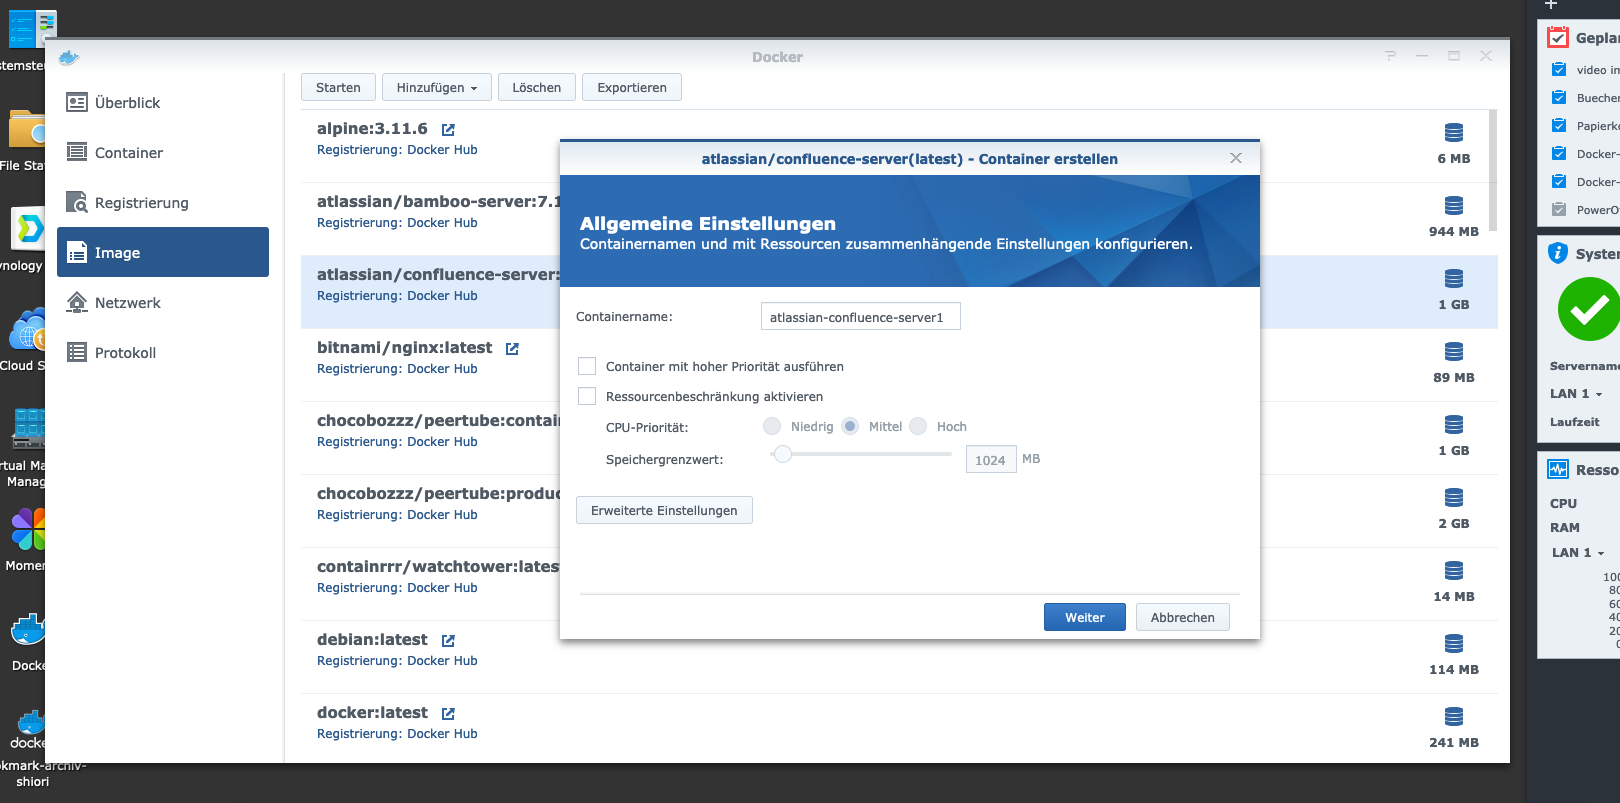 Docker
Überblick
Container
Registrierung
Image
Netzwerk
Protokoll
Starten
Hinzufügen
Löschen
Exportieren
alpine:3.11.6
Registrierung: Docker Hub
6 MB
atlassian/bamboo-server:7.1
Registrierung: Docker Hub
944 MB
atlassian/confluence-server:
Registrierung: Docker Hub
1 GB
bitnami/nginx:latest
Registrierung: Docker Hub
89 MB
chocobozzz/peertube:contain
Registrierung: Docker Hub
1 GB
chocobozzz/peertube:produc
Registrierung: Docker Hub
2 GB
containrrr/watchtower:lates
Registrierung: Docker Hub
14 MB
debian:latest
Registrierung: Docker Hub
114 MB
docker:latest
Registrierung: Docker Hub
241 MB
atlassian/confluence-server(latest) - Container erstellen
Allgemeine Einstellungen
Containernamen und mit Ressourcen zusammenhängende Einstellungen konfigurieren.
Containername:
atlassian-confluence-server1
Container mit hoher Priorität ausführen
Ressourcenbeschränkung aktivieren
CPU-Priorität:
Niedrig
Mittel
Hoch
Speichergrenzwert:
1024
MB
Erweiterte Einstellungen
Weiter
Abbrechen
stemste
File Sta
ynology
Cloud S
rtual Ma
Manag
Momen
Docke
docke
kmark-archiv-
shiori
Gepla
video im
Buecher
Papierko
Docker-
Docker-
PowerO
System
Servername
LAN 1
Laufzeit
Resso
CPU
RAM
LAN 1
100
80
60
40
20
0